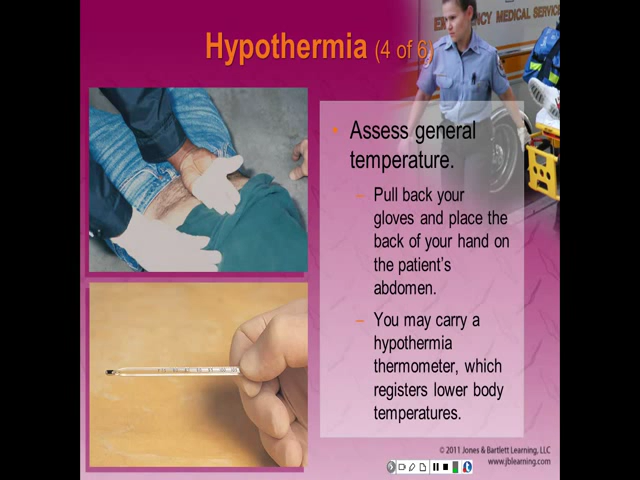 EMERGENCY MEDICAL SERVICE
Hypothermia (4 of 6)
• Assess general
temperature.
– Pull back your
gloves and place the
back of your hand on
the patient's
abdomen.
– You may carry a
hypothermia
thermometer, which
registers lower body
temperatures.
© 2011 Jones & Bartlett Learning, LLC
www.jblearning.com